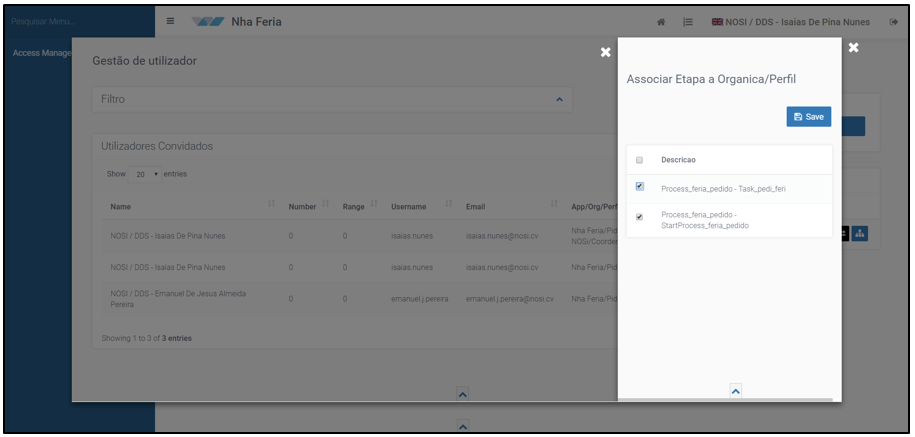 Pesquisar Menu...
Nha Feria
NOSI / DDS - Isaias De Pina Nunes
Access Manage
Gestão de utilizador
Filtro
Utilizadores Convidados
Show 20 entries
Name Number Range Username Email App/Org/Perf
NOSI / DDS - Isaias De Pina Nunes 0 0 isaias.nunes isaias.nunes@nosi.cv Nha Feria/Pid
NOSI/Coorder
NOSI / DDS - Isaias De Pina Nunes 0 0 isaias.nunes isaias.nunes@nosi.cv Nha Feria/Pid
NOSI / DDS - Emanuel De Jesus Almeida
Pereira 0 0 emanuel.j.pereira emanuel.j.pereira@nosi.cv Nha Feria/Pid
Showing 1 to 3 of 3 entries
Associar Etapa a Organica/Perfil
Save
Descricao
Process_feria_pedido - Task_pedi_feri
Process_feria_pedido -
StartProcess_feria_pedido